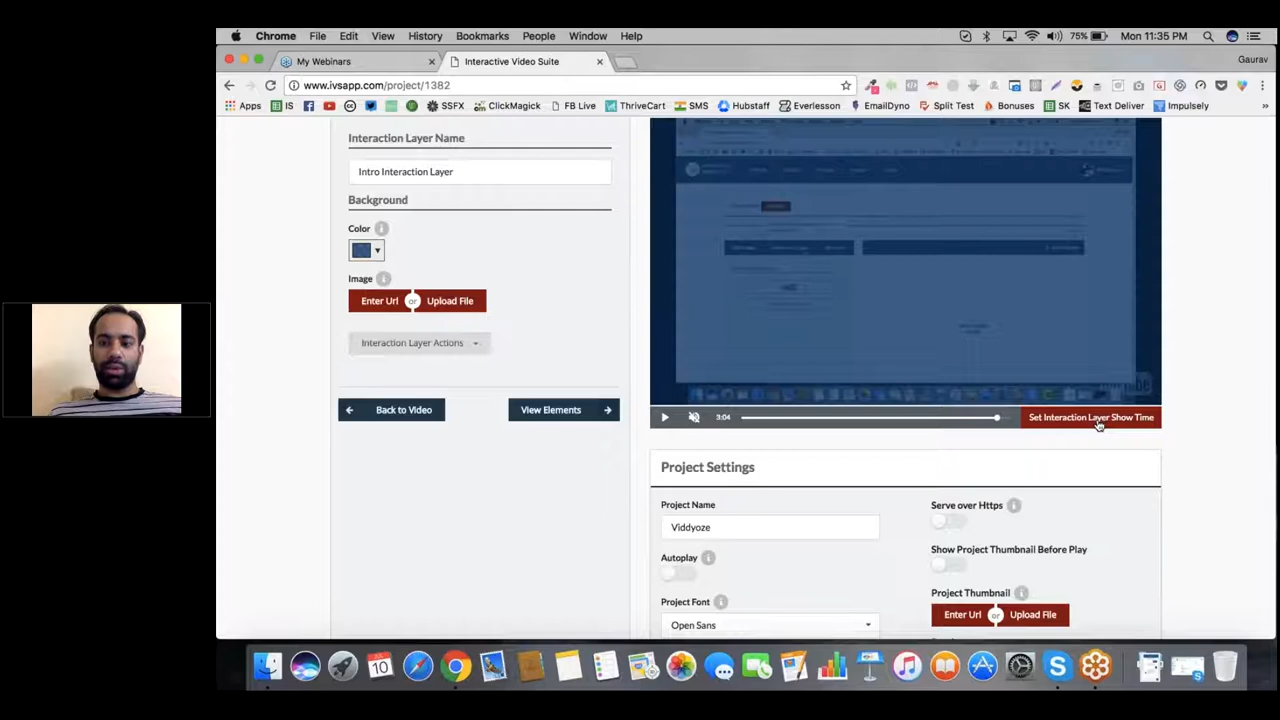 Chrome File Edit View History Bookmarks People Window Help 75% Mon 11:35 PM
My Webinars Interactive Video Suite Gaurav
www.ivsapp.com/project/1382
Apps IS CC SSFX ClickMagick FB Live ThriveCart SMS Hubstaff Everlesson EmailDyno Split Test Bonuses SK Text Deliver Impulsely »
Interaction Layer Name
Intro Interaction Layer
Background
Color
Image
Enter Url or Upload File
Interaction Layer Actions
Back to Video View Elements
3:04 Set Interaction Layer Show Time
Project Settings
Project Name
Viddyoze
Autoplay
Project Font
Open Sans
Serve over Https
Show Project Thumbnail Before Play
Project Thumbnail
Enter Url or Upload File